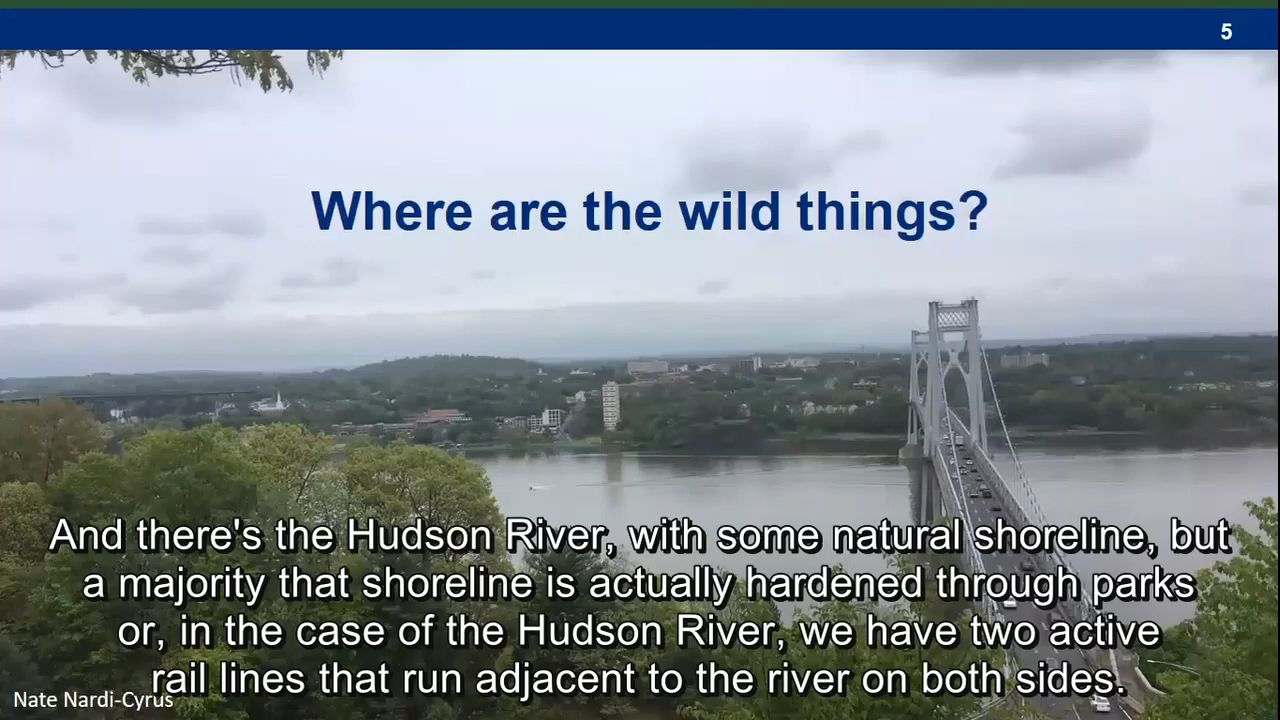 5
Where are the wild things?
And there's the Hudson River, with some natural shoreline, but
a majority that shoreline is actually hardened through parks
or, in the case of the Hudson River, we have two active
rail lines that run adjacent to the river on both sides.
Nate Nardi-Cyrus